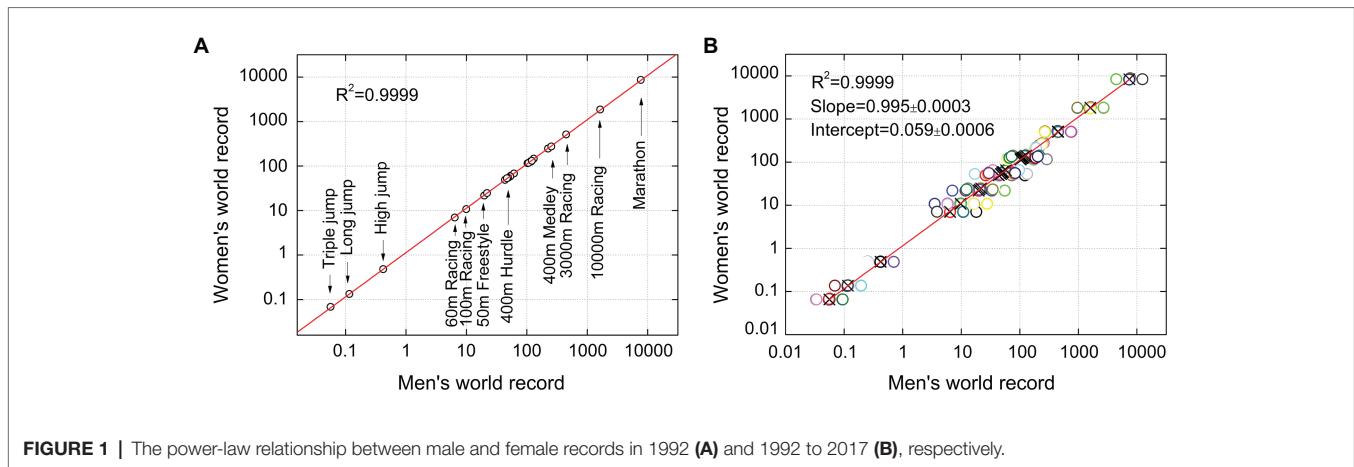 A
R²=0.9999
Women's world record
10000
1000
100
10
1
0.1
Triple jump
Long jump
High jump
60m Racing
100m Racing
50m Freestyle
400m Hurdle
400m Medley
3000m Racing
10000m Racing
Marathon
0.1 1 10 100 1000 10000
Men's world record
B
R²=0.9999
Slope=0.995±0.0003
Intercept=0.059±0.0006
Women's world record
10000
1000
100
10
1
0.1
0.01
0.01 0.1 1 10 100 1000 10000
Men's world record
FIGURE 1 | The power-law relationship between male and female records in 1992 (A) and 1992 to 2017 (B), respectively.